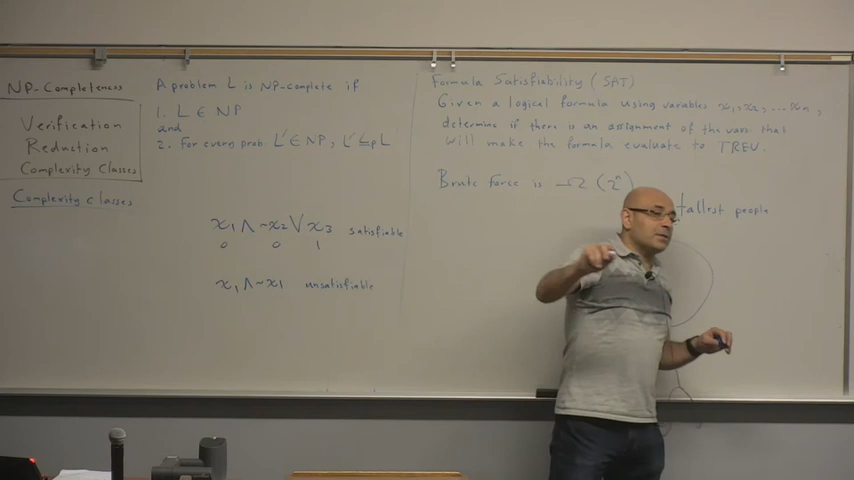 NP-Completeness
Verification
Reduction
Complexity Classes
Complexity classes
A problem L is NP-complete if
1. L ∈ NP
and
2. For every prob. L' ∈ NP, L' ≤p L
x1 ∧ ~x2 ∨ x3 satisfiable
0 0 1
x1 ∧ ~x1 unsatisfiable
Formula Satisfiability (SAT)
Given a logical formula using variables x1, x2, ... xn,
determine if there is an assignment of the vars that
will make the formula evaluate to TREU.
Brute force is Ω(2^n)
tallest people